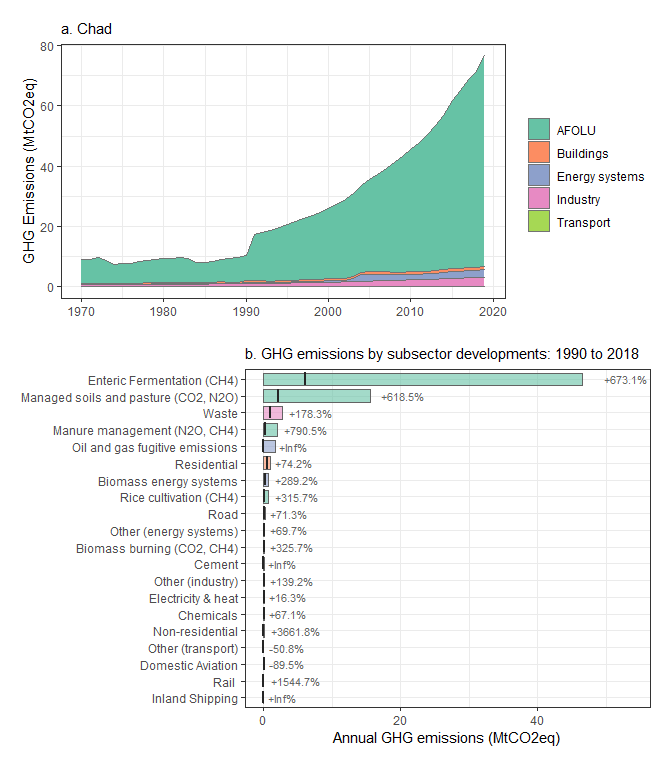 a. Chad
GHG Emissions (MtCO2eq)
80
60
40
20
0
1970
1980
1990
2000
2010
2020
AFOLU
Buildings
Energy systems
Industry
Transport
b. GHG emissions by subsector developments: 1990 to 2018
Enteric Fermentation (CH4) +673.1%
Managed soils and pasture (CO2, N2O) +618.5%
Waste +178.3%
Manure management (N2O, CH4) +790.5%
Oil and gas fugitive emissions +Inf%
Residential +74.2%
Biomass energy systems +289.2%
Rice cultivation (CH4) +315.7%
Road +71.3%
Other (energy systems) +69.7%
Biomass burning (CO2, CH4) +325.7%
Cement +Inf%
Other (industry) +139.2%
Electricity & heat +16.3%
Chemicals +67.1%
Non-residential +3661.8%
Other (transport) -50.8%
Domestic Aviation -89.5%
Rail +1544.7%
Inland Shipping +Inf%
0
20
40
Annual GHG emissions (MtCO2eq)